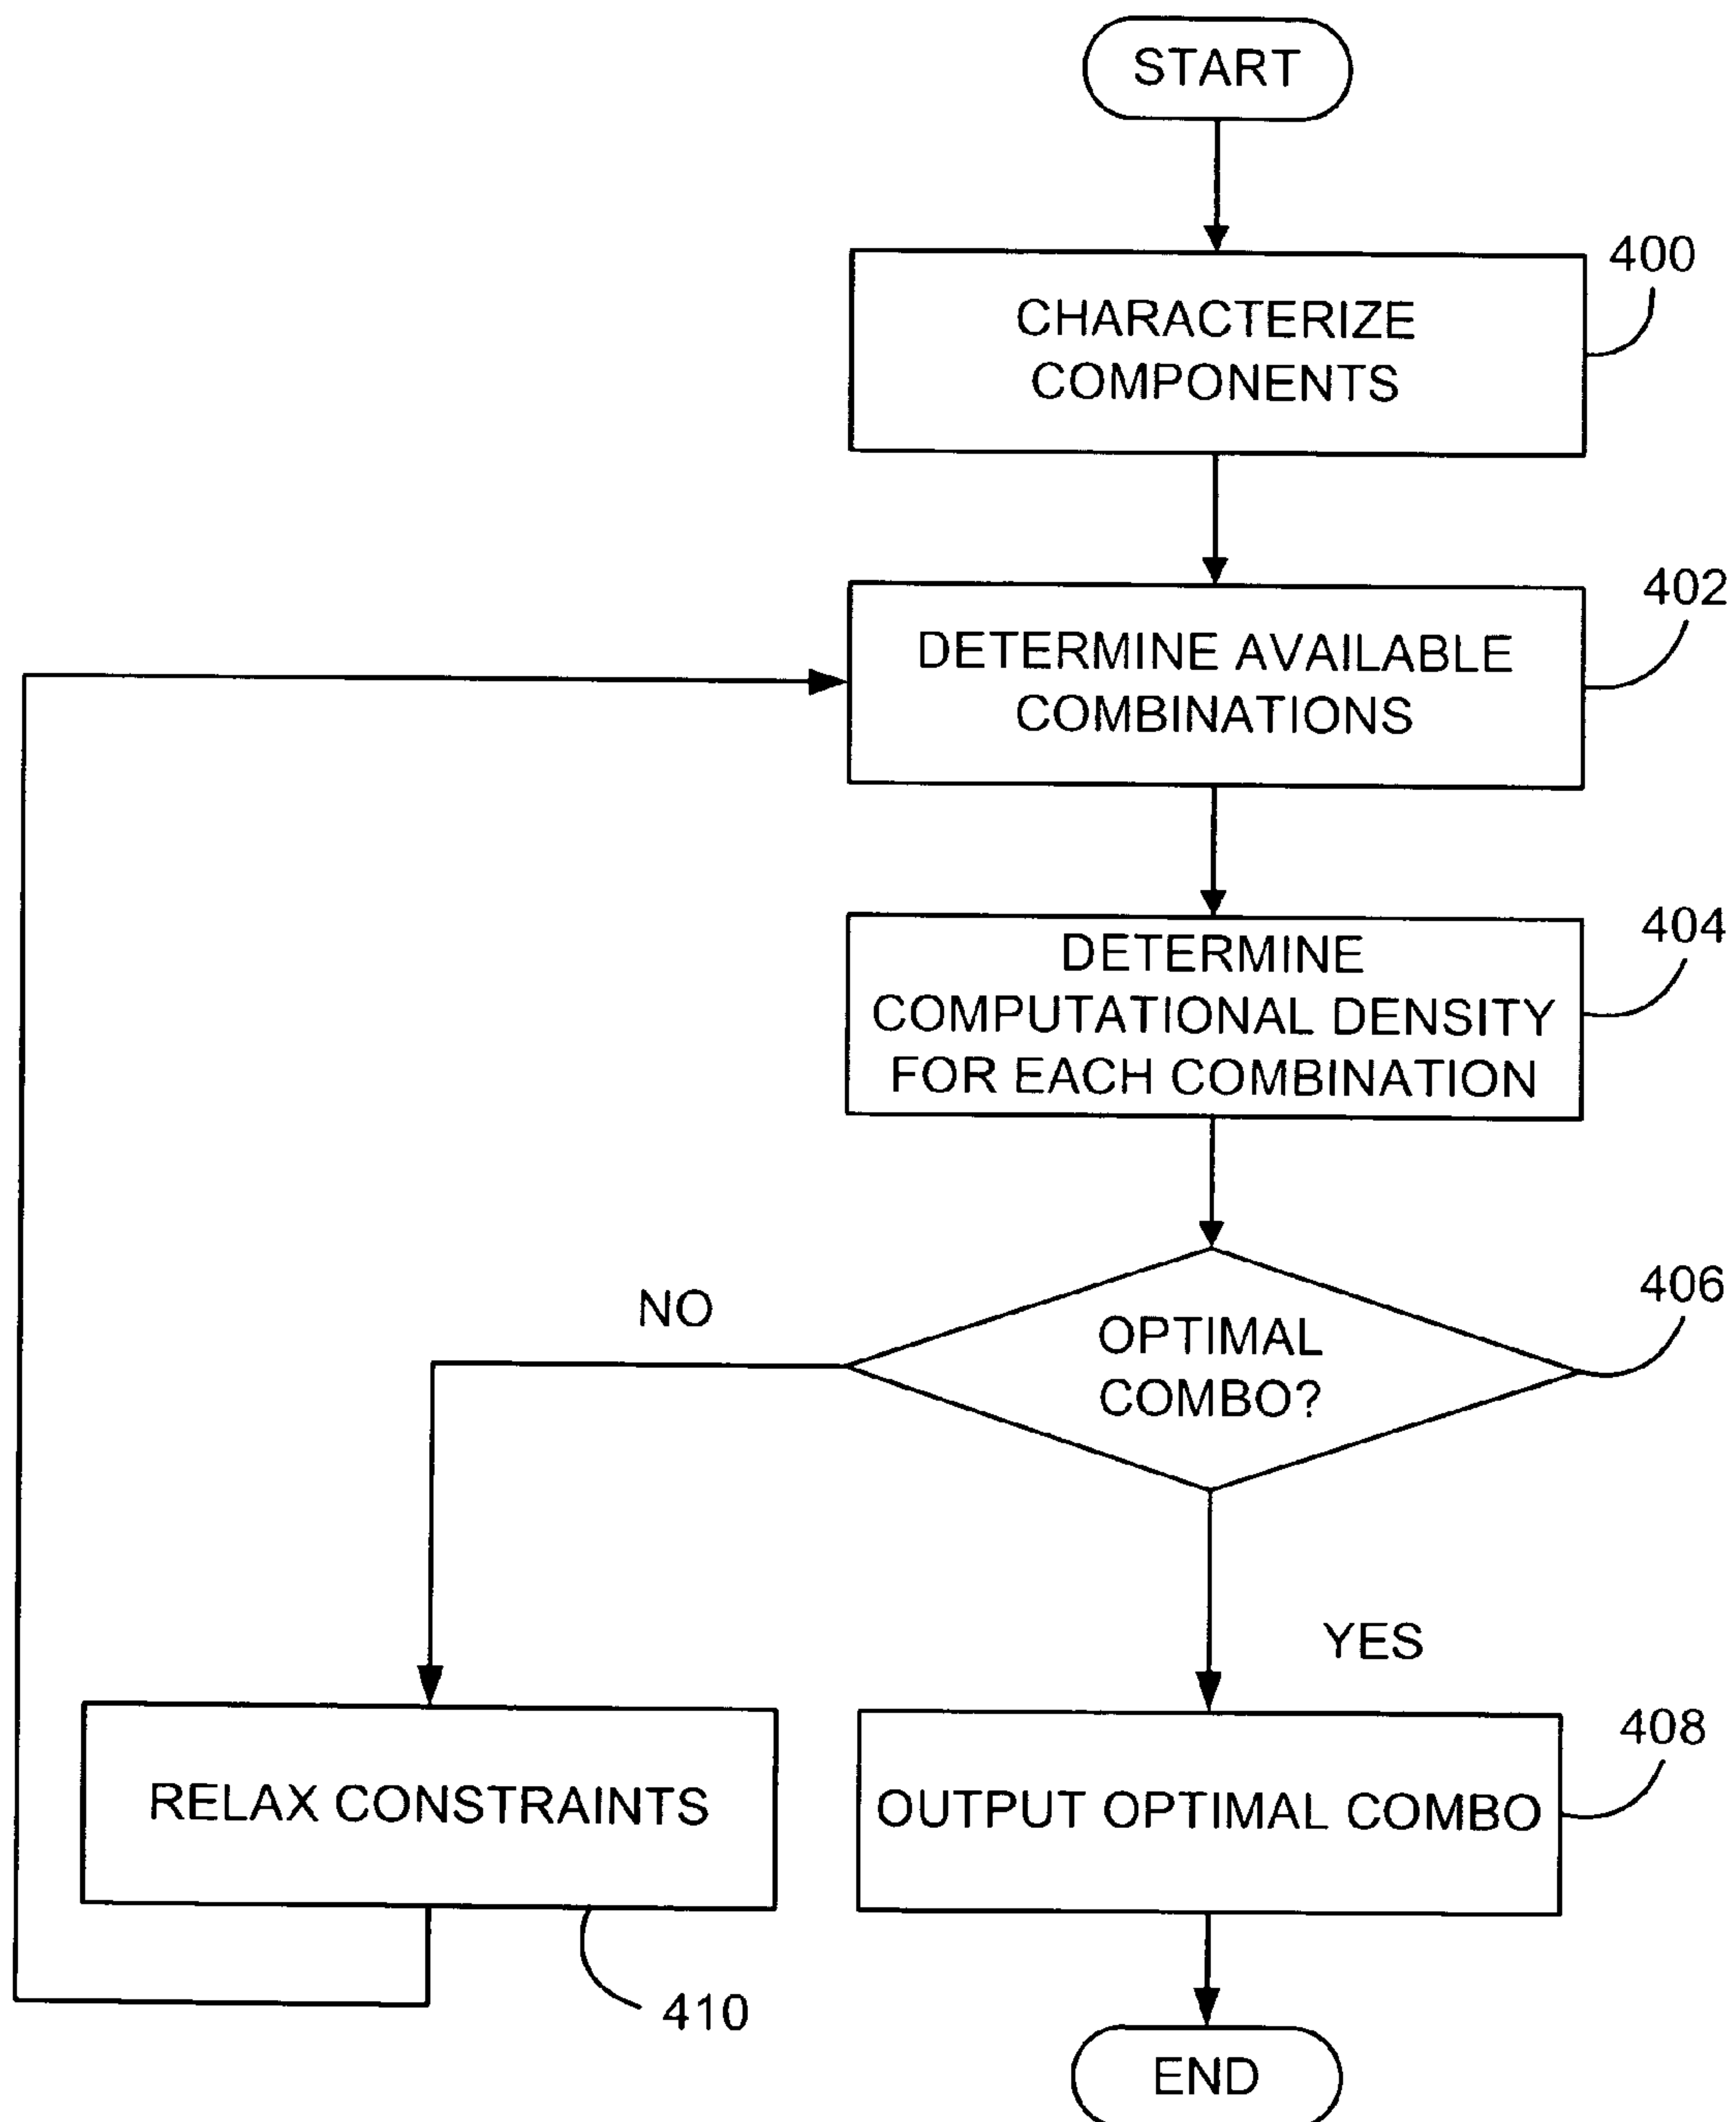 START
400
CHARACTERIZE
COMPONENTS
402
DETERMINE AVAILABLE
COMBINATIONS
404
DETERMINE
COMPUTATIONAL DENSITY
FOR EACH COMBINATION
406
NO
OPTIMAL
COMBO?
YES
408
RELAX CONSTRAINTS
OUTPUT OPTIMAL COMBO
410
END